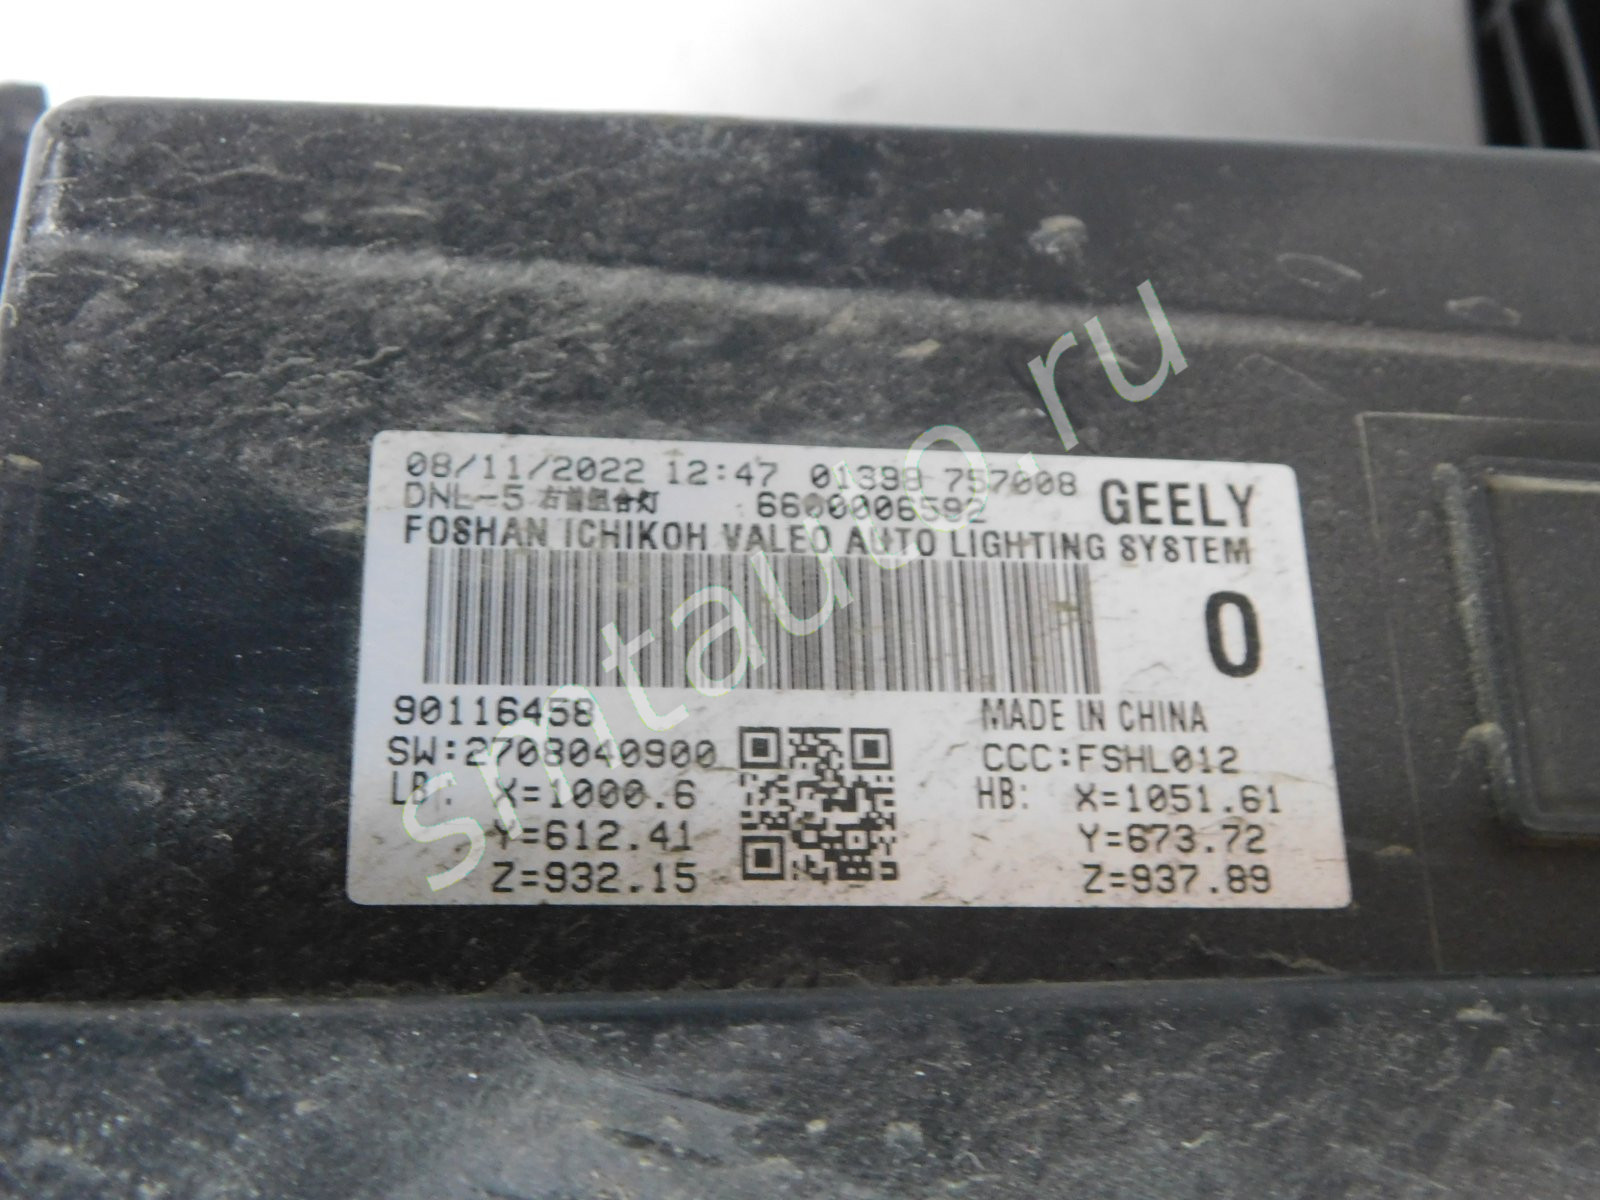 08/11/2022 12:47 01398 757008
DNL-5 右前组合灯 6600006592 GEELY
FOSHAN ICHIKOH VALEO AUTO LIGHTING SYSTEM
0
90116458 MADE IN CHINA
SW:2708040900 CCC:FSHL012
LB: X=1000.6 HB: X=1051.61
Y=612.41 Y=673.72
Z=932.15 Z=937.89
smtauto.ru